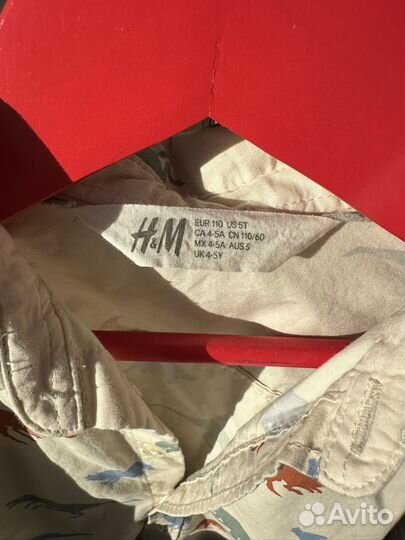 H&M
EUR 110 US 5T
CA 4-5A CN 110/60
MX 4-5A AUS 5
UK 4-5Y
Avito